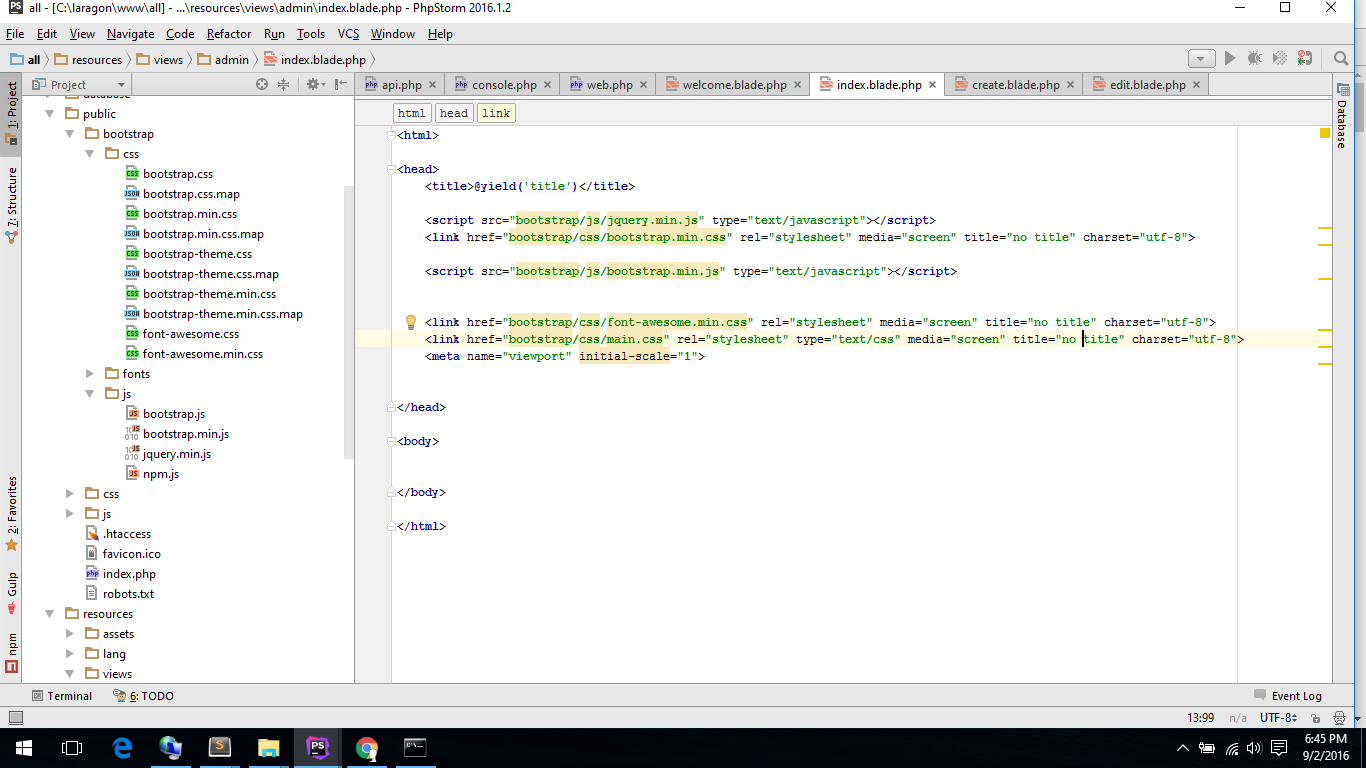 all - [C:\laragon\www\all] - ...\resources\views\admin\index.blade.php - PhpStorm 2016.1.2
File Edit View Navigate Code Refactor Run Tools VCS Window Help
all resources views admin index.blade.php
Project
api.php console.php web.php welcome.blade.php index.blade.php create.blade.php edit.blade.php
1: Project
7: Structure
2: Favorites
Gulp
npm
database
public
bootstrap
css
bootstrap.css
bootstrap.css.map
bootstrap.min.css
bootstrap.min.css.map
bootstrap-theme.css
bootstrap-theme.css.map
bootstrap-theme.min.css
bootstrap-theme.min.css.map
font-awesome.css
font-awesome.min.css
fonts
js
bootstrap.js
bootstrap.min.js
jquery.min.js
npm.js
css
js
.htaccess
favicon.ico
index.php
robots.txt
resources
assets
lang
views
html head link
<html>
<head>
<title>@yield('title')</title>
<script src="bootstrap/js/jquery.min.js" type="text/javascript"></script>
<link href="bootstrap/css/bootstrap.min.css" rel="stylesheet" media="screen" title="no title" charset="utf-8">
<script src="bootstrap/js/bootstrap.min.js" type="text/javascript"></script>
<link href="bootstrap/css/font-awesome.min.css" rel="stylesheet" media="screen" title="no title" charset="utf-8">
<link href="bootstrap/css/main.css" rel="stylesheet" type="text/css" media="screen" title="no title" charset="utf-8">
<meta name="viewport" initial-scale="1">
</head>
<body>
</body>
</html>
Database
Terminal 6: TODO Event Log
13:99 n/a UTF-8
6:45 PM
9/2/2016